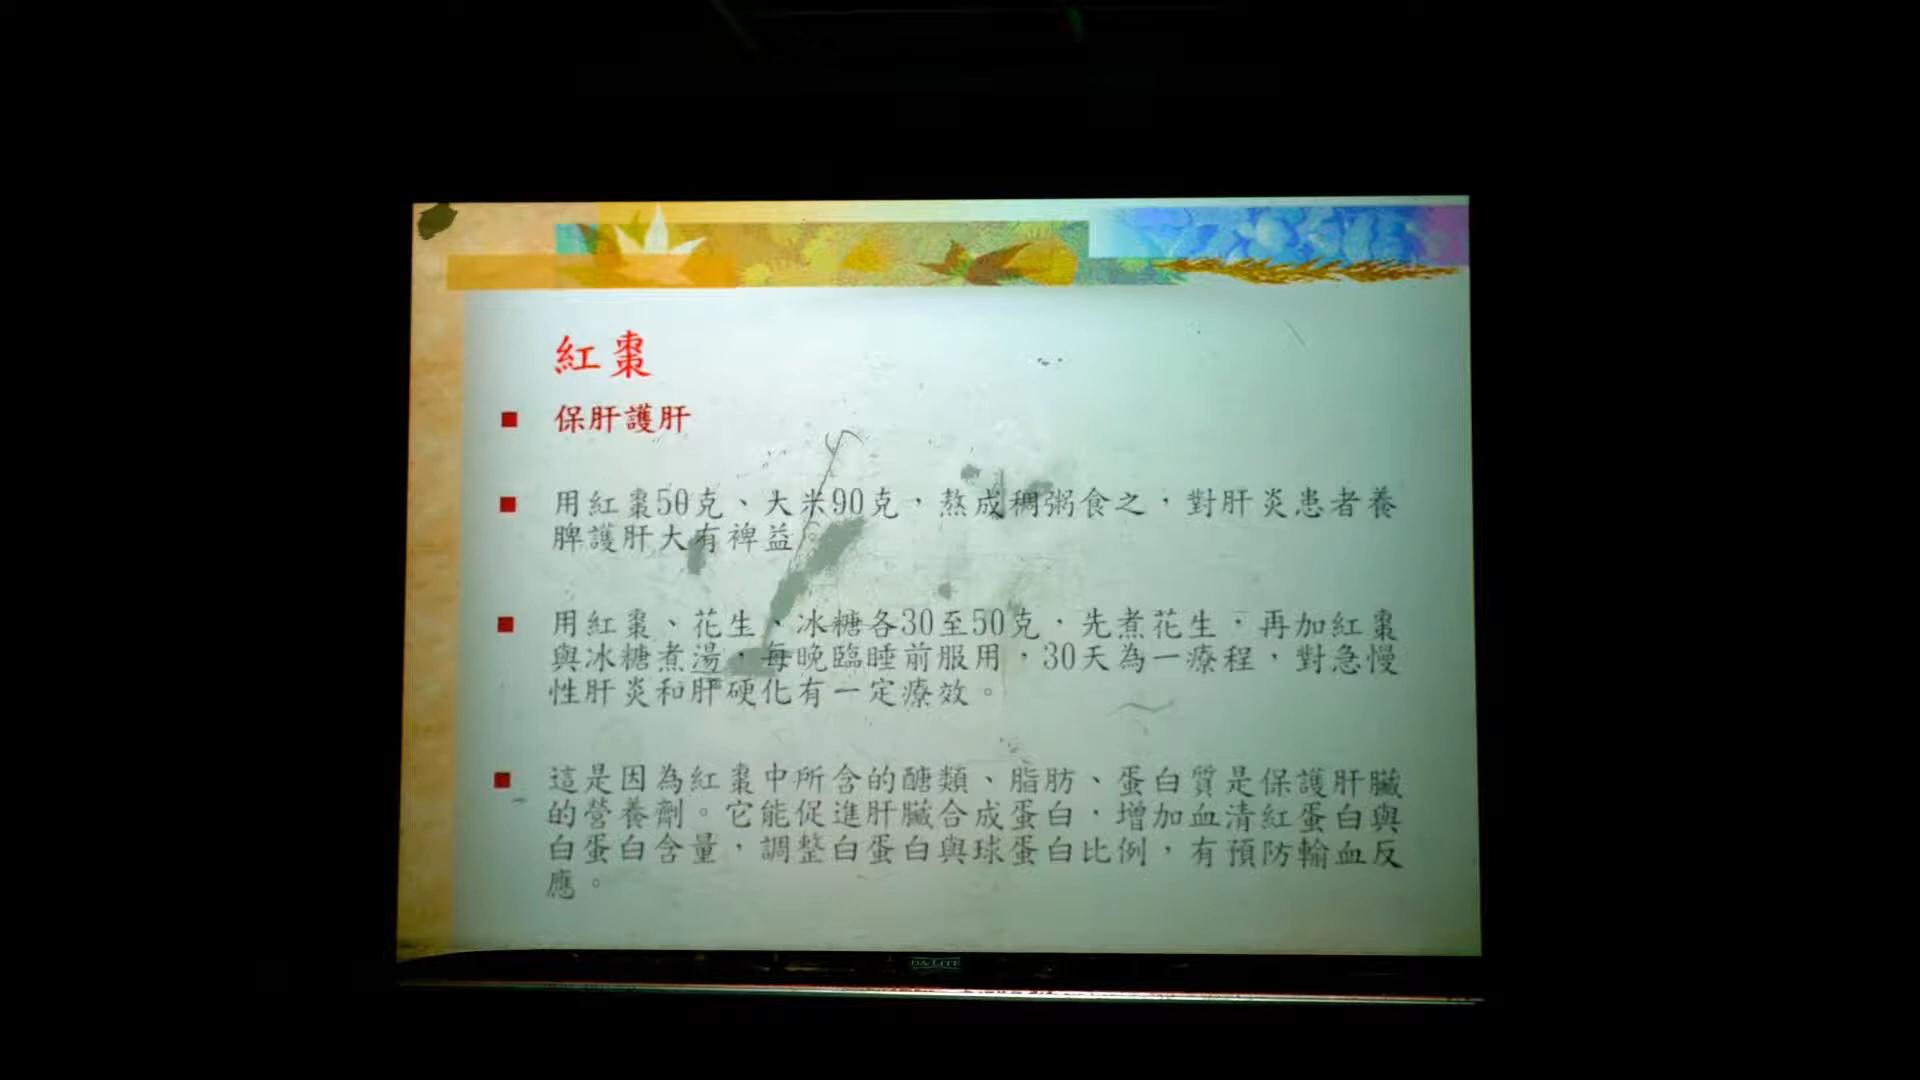 紅棗
保肝護肝
用紅棗50克、大米90克，熬成稠粥食之，對肝炎患者養
脾護肝大有裨益。
用紅棗、花生、冰糖各30至50克，先煮花生，再加紅棗
與冰糖煮湯，每晚臨睡前服用，30天為一療程，對急慢
性肝炎和肝硬化有一定療效。
這是因為紅棗中所含的醣類、脂肪、蛋白質是保護肝臟
的營養劑。它能促進肝臟合成蛋白，增加血清紅蛋白與
白蛋白含量，調整白蛋白與球蛋白比例，有預防輸血反
應。
DA-LITE